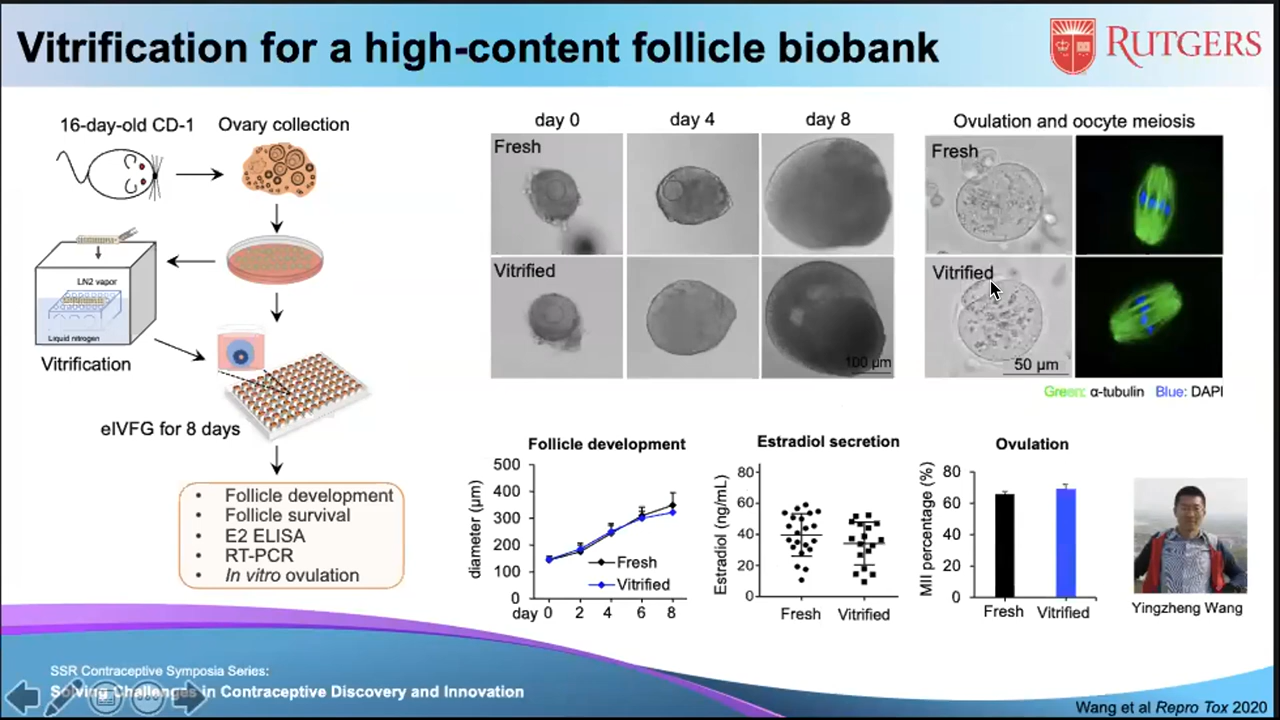 Vitrification for a high-content follicle biobank
RUTGERS
16-day-old CD-1
Ovary collection
LN2 vapor
Liquid nitrogen
Vitrification
eIVFG for 8 days
• Follicle development
• Follicle survival
• E2 ELISA
• RT-PCR
• In vitro ovulation
day 0
day 4
day 8
Fresh
Vitrified
100 µm
Ovulation and oocyte meiosis
Fresh
Vitrified
50 µm
Green: α-tubulin Blue: DAPI
Follicle development
diameter (µm)
500
400
300
200
100
0
Fresh
Vitrified
day 0 2 4 6 8
Estradiol secretion
Estradiol (ng/mL)
80
60
40
20
0
Fresh Vitrified
Ovulation
MII percentage (%)
80
60
40
20
0
Fresh Vitrified
Yingzheng Wang
SSR Contraceptive Symposia Series:
Solving Challenges in Contraceptive Discovery and Innovation
Wang et al Repro Tox 2020